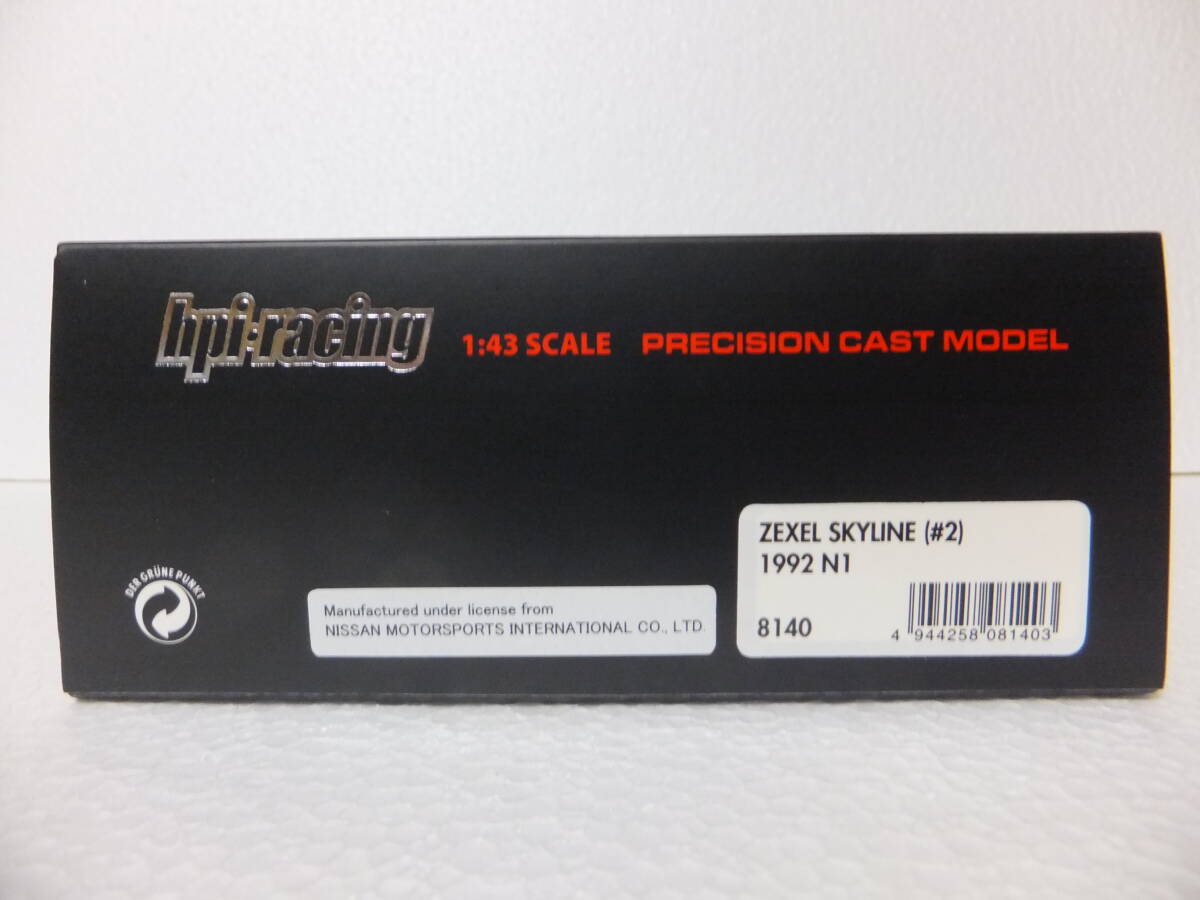 hpi·racing 1:43 SCALE PRECISION CAST MODEL
ZEXEL SKYLINE (#2)
1992 N1
8140
4 944258 081403
DER GRÜNE PUNKT
Manufactured under license from
NISSAN MOTORSPORTS INTERNATIONAL CO., LTD.